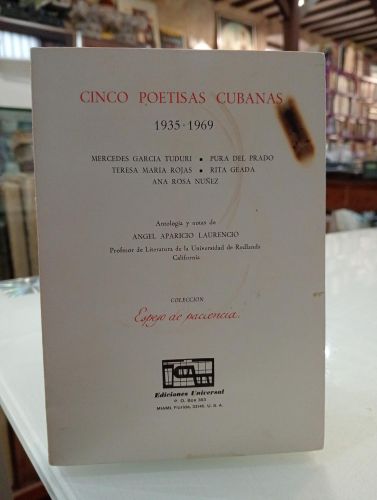 CINCO POETISAS CUBANAS
1935 - 1969
MERCEDES GARCIA TUDURI • PURA DEL PRADO
TERESA MARIA ROJAS • RITA GEADA
ANA ROSA NUÑEZ
Antología y notas de
ANGEL APARICIO LAURENCIO
Profesor de Literatura de la Universidad de Redlands
California
COLECCION
Espejo de paciencia.
Ediciones Universal
P. O. Box 353
MIAMI, Florida, 33145, U. S. A.